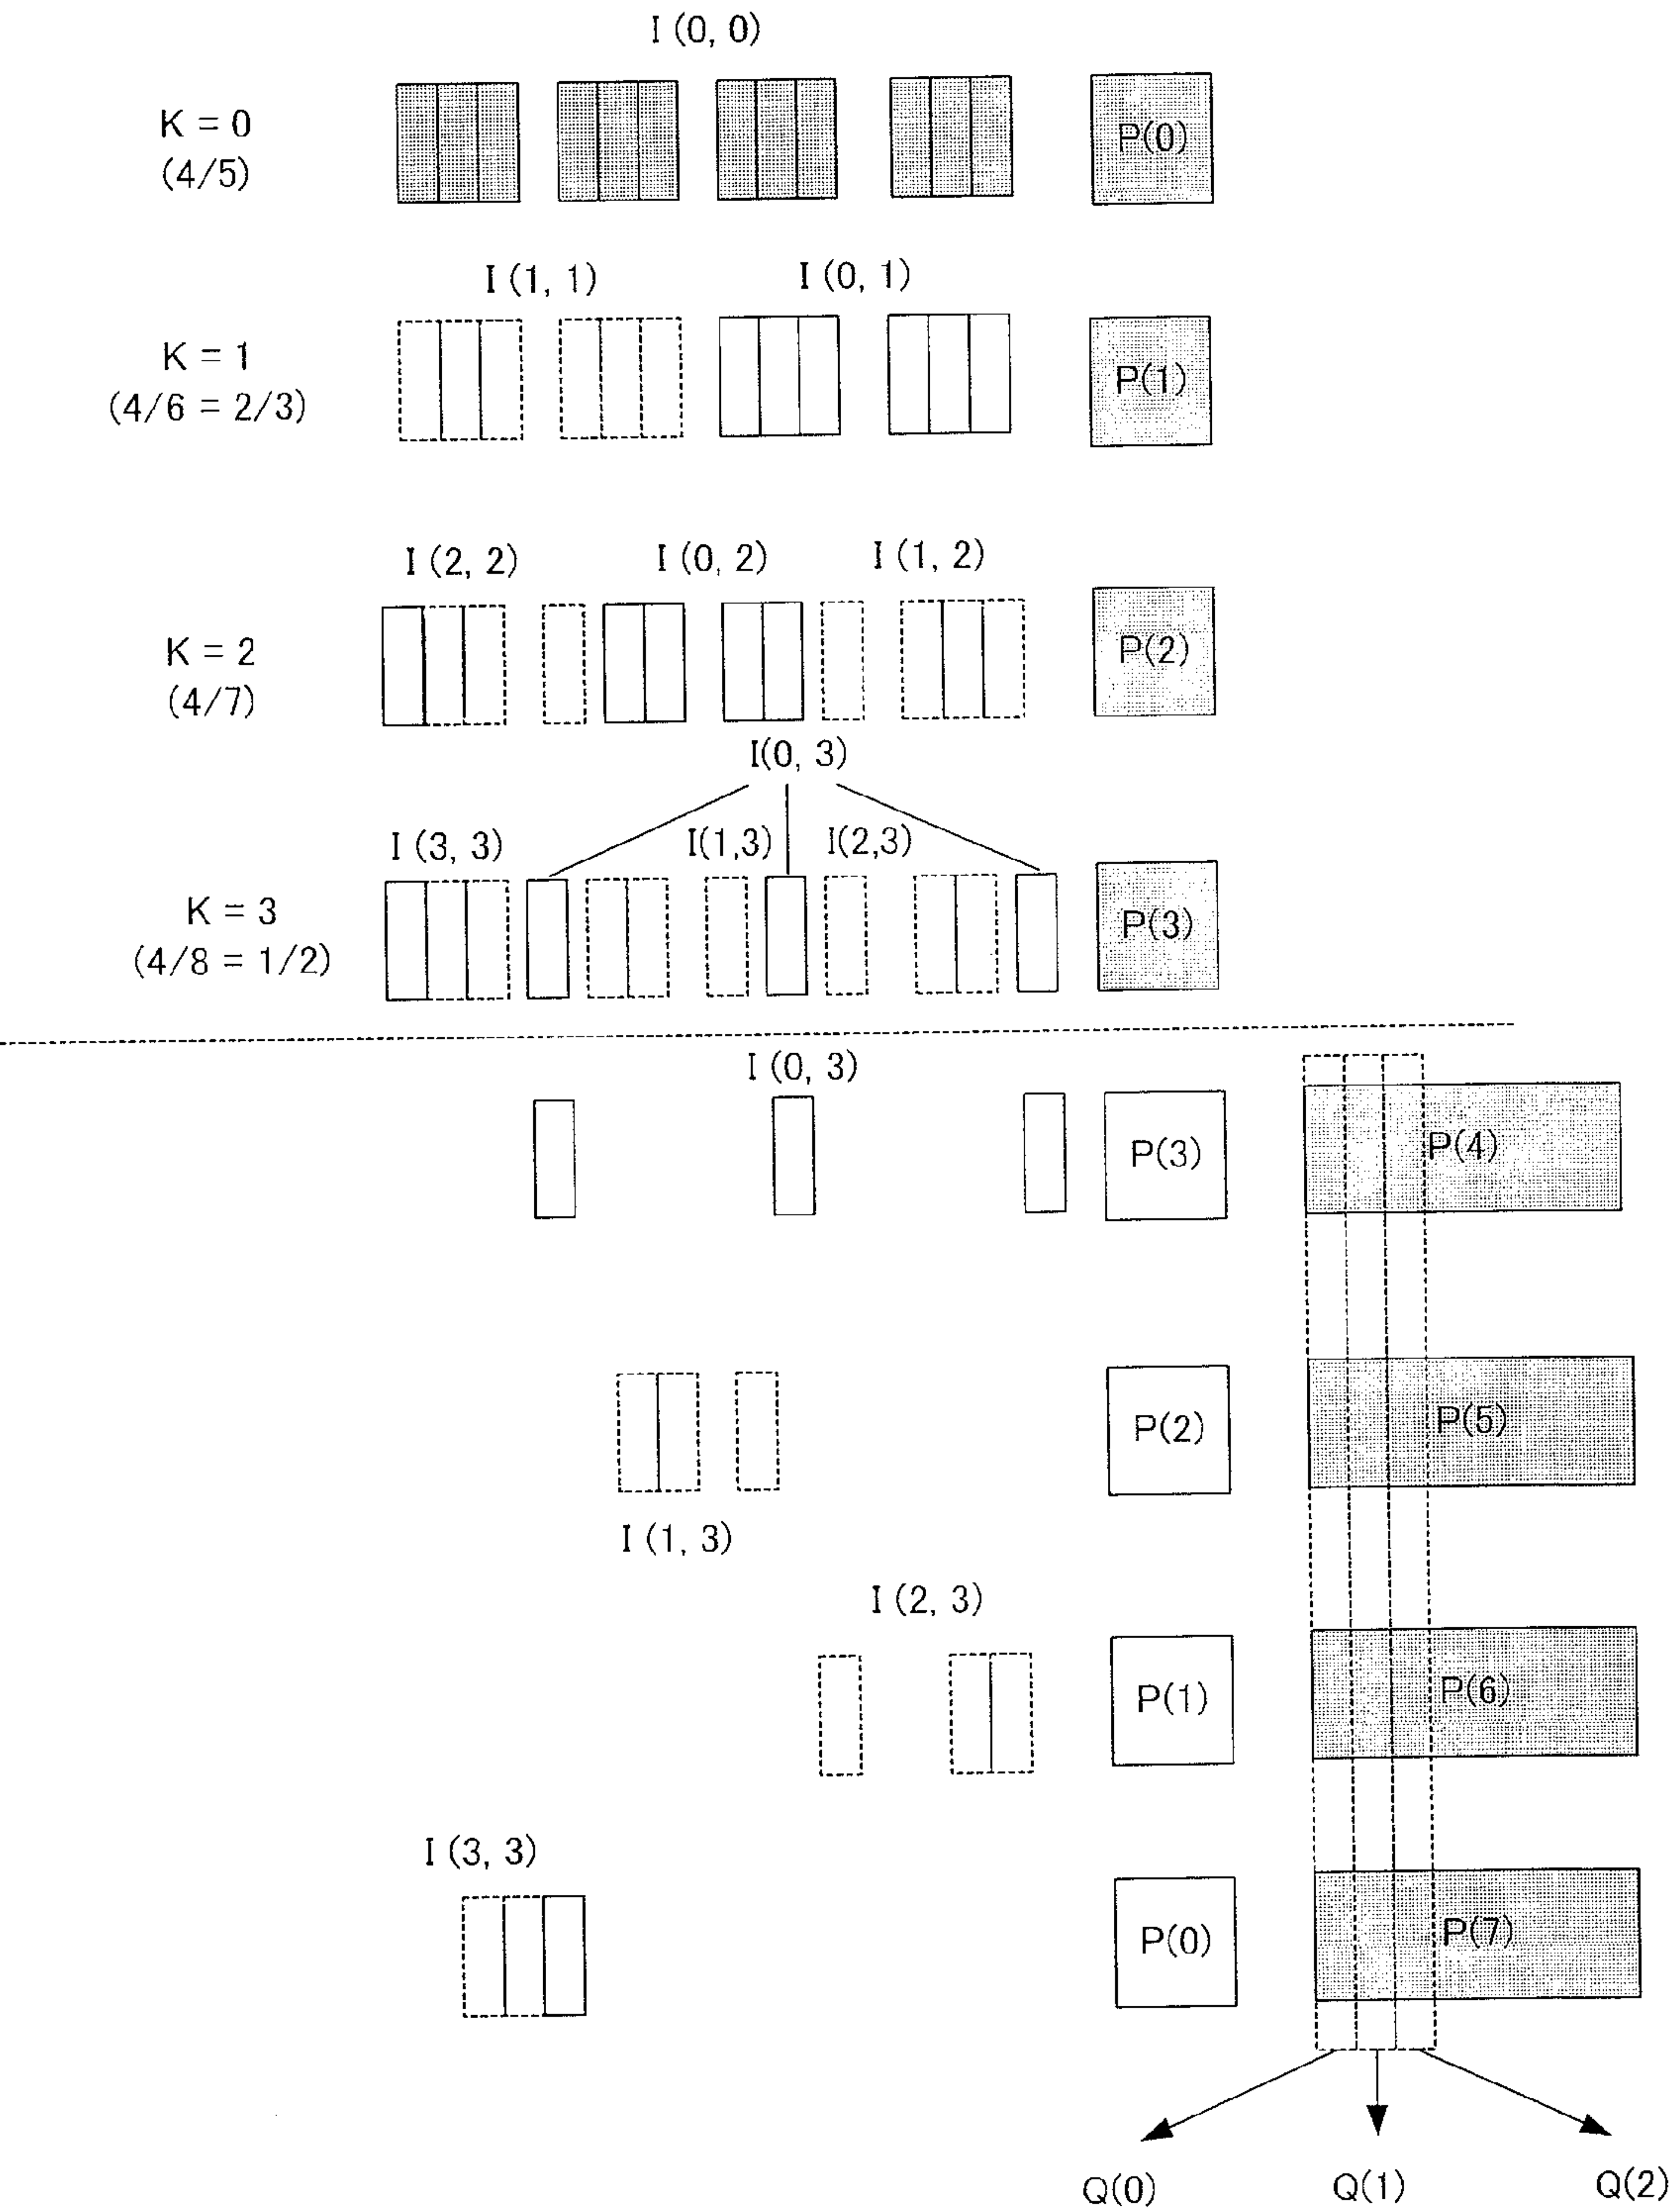 I (0, 0)
K = 0
(4/5)
P(0)
I (1, 1)
I (0, 1)
K = 1
(4/6 = 2/3)
P(1)
I (2, 2)
I (0, 2)
I (1, 2)
K = 2
(4/7)
P(2)
I(0, 3)
I (3, 3)
I(1,3)
I(2,3)
K = 3
(4/8 = 1/2)
P(3)
I (0, 3)
P(3)
P(4)
P(2)
P(5)
I (1, 3)
I (2, 3)
P(1)
P(6)
I (3, 3)
P(0)
P(7)
Q(0)
Q(1)
Q(2)